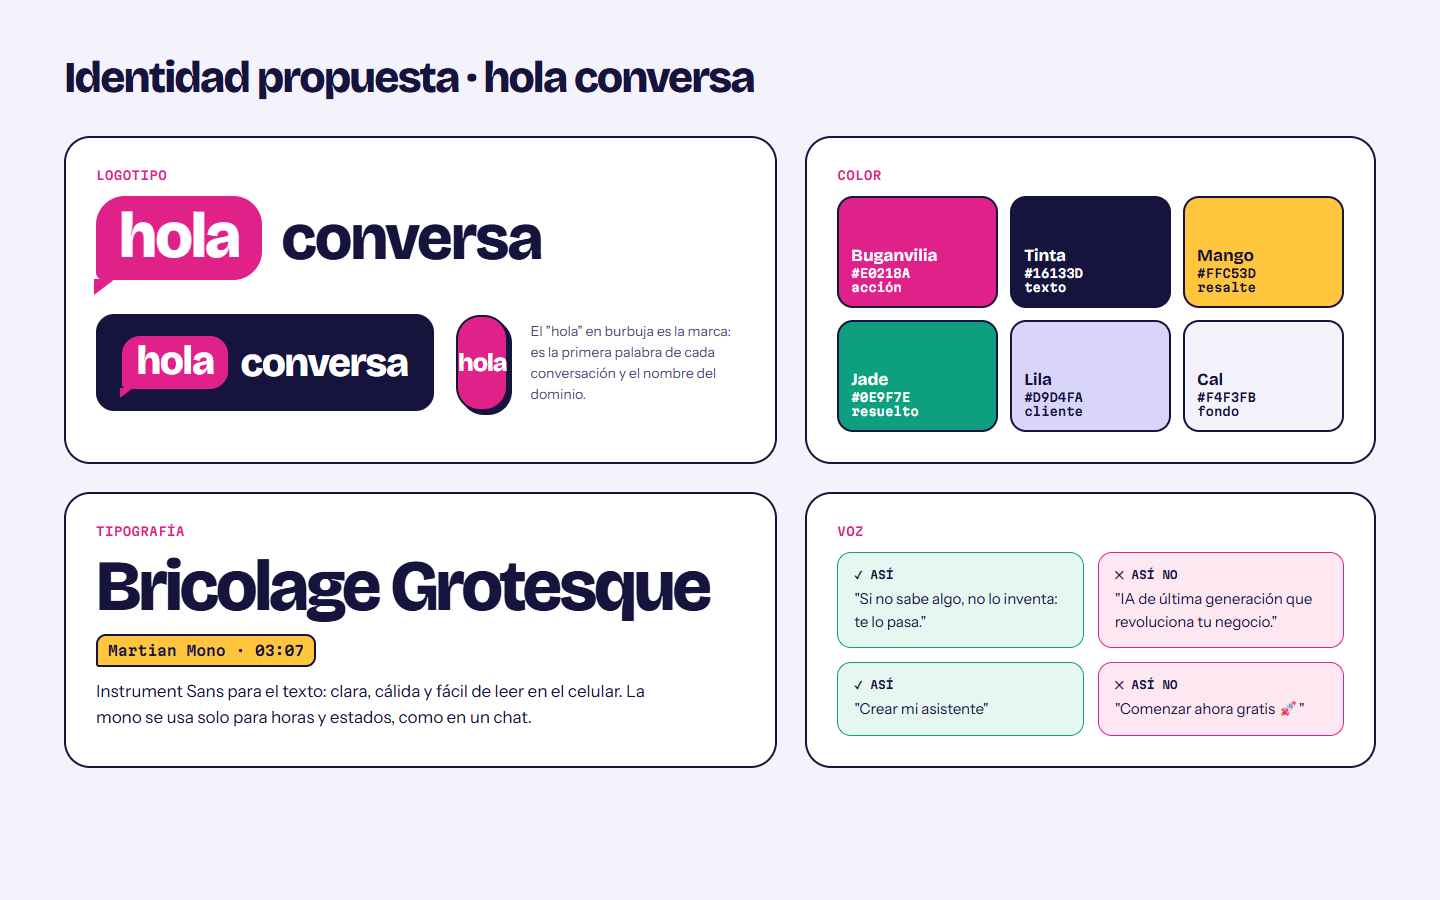 Identidad propuesta · hola conversa
LOGOTIPO
hola conversa
hola conversa
hola
El "hola" en burbuja es la marca:
es la primera palabra de cada
conversación y el nombre del
dominio.
COLOR
Buganvilia
#E0218A
acción
Tinta
#16133D
texto
Mango
#FFC53D
resalte
Jade
#0E9F7E
resuelto
Lila
#D9D4FA
cliente
Cal
#F4F3FB
fondo
TIPOGRAFÍA
Bricolage Grotesque
Martian Mono · 03:07
Instrument Sans para el texto: clara, cálida y fácil de leer en el celular. La
mono se usa solo para horas y estados, como en un chat.
VOZ
✓ ASÍ
"Si no sabe algo, no lo inventa:
te lo pasa."
✕ ASÍ NO
"IA de última generación que
revoluciona tu negocio."
✓ ASÍ
"Crear mi asistente"
✕ ASÍ NO
"Comenzar ahora gratis 🚀"